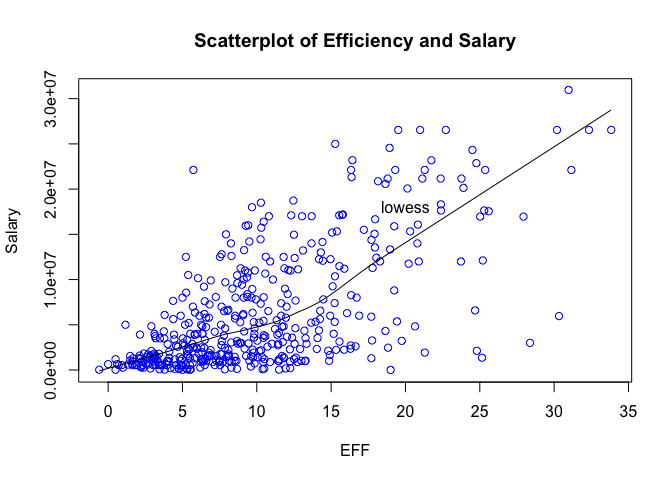 Scatterplot of Efficiency and Salary
Salary
3.0e+07
2.0e+07
1.0e+07
0.0e+00
lowess
0 5 10 15 20 25 30 35
EFF